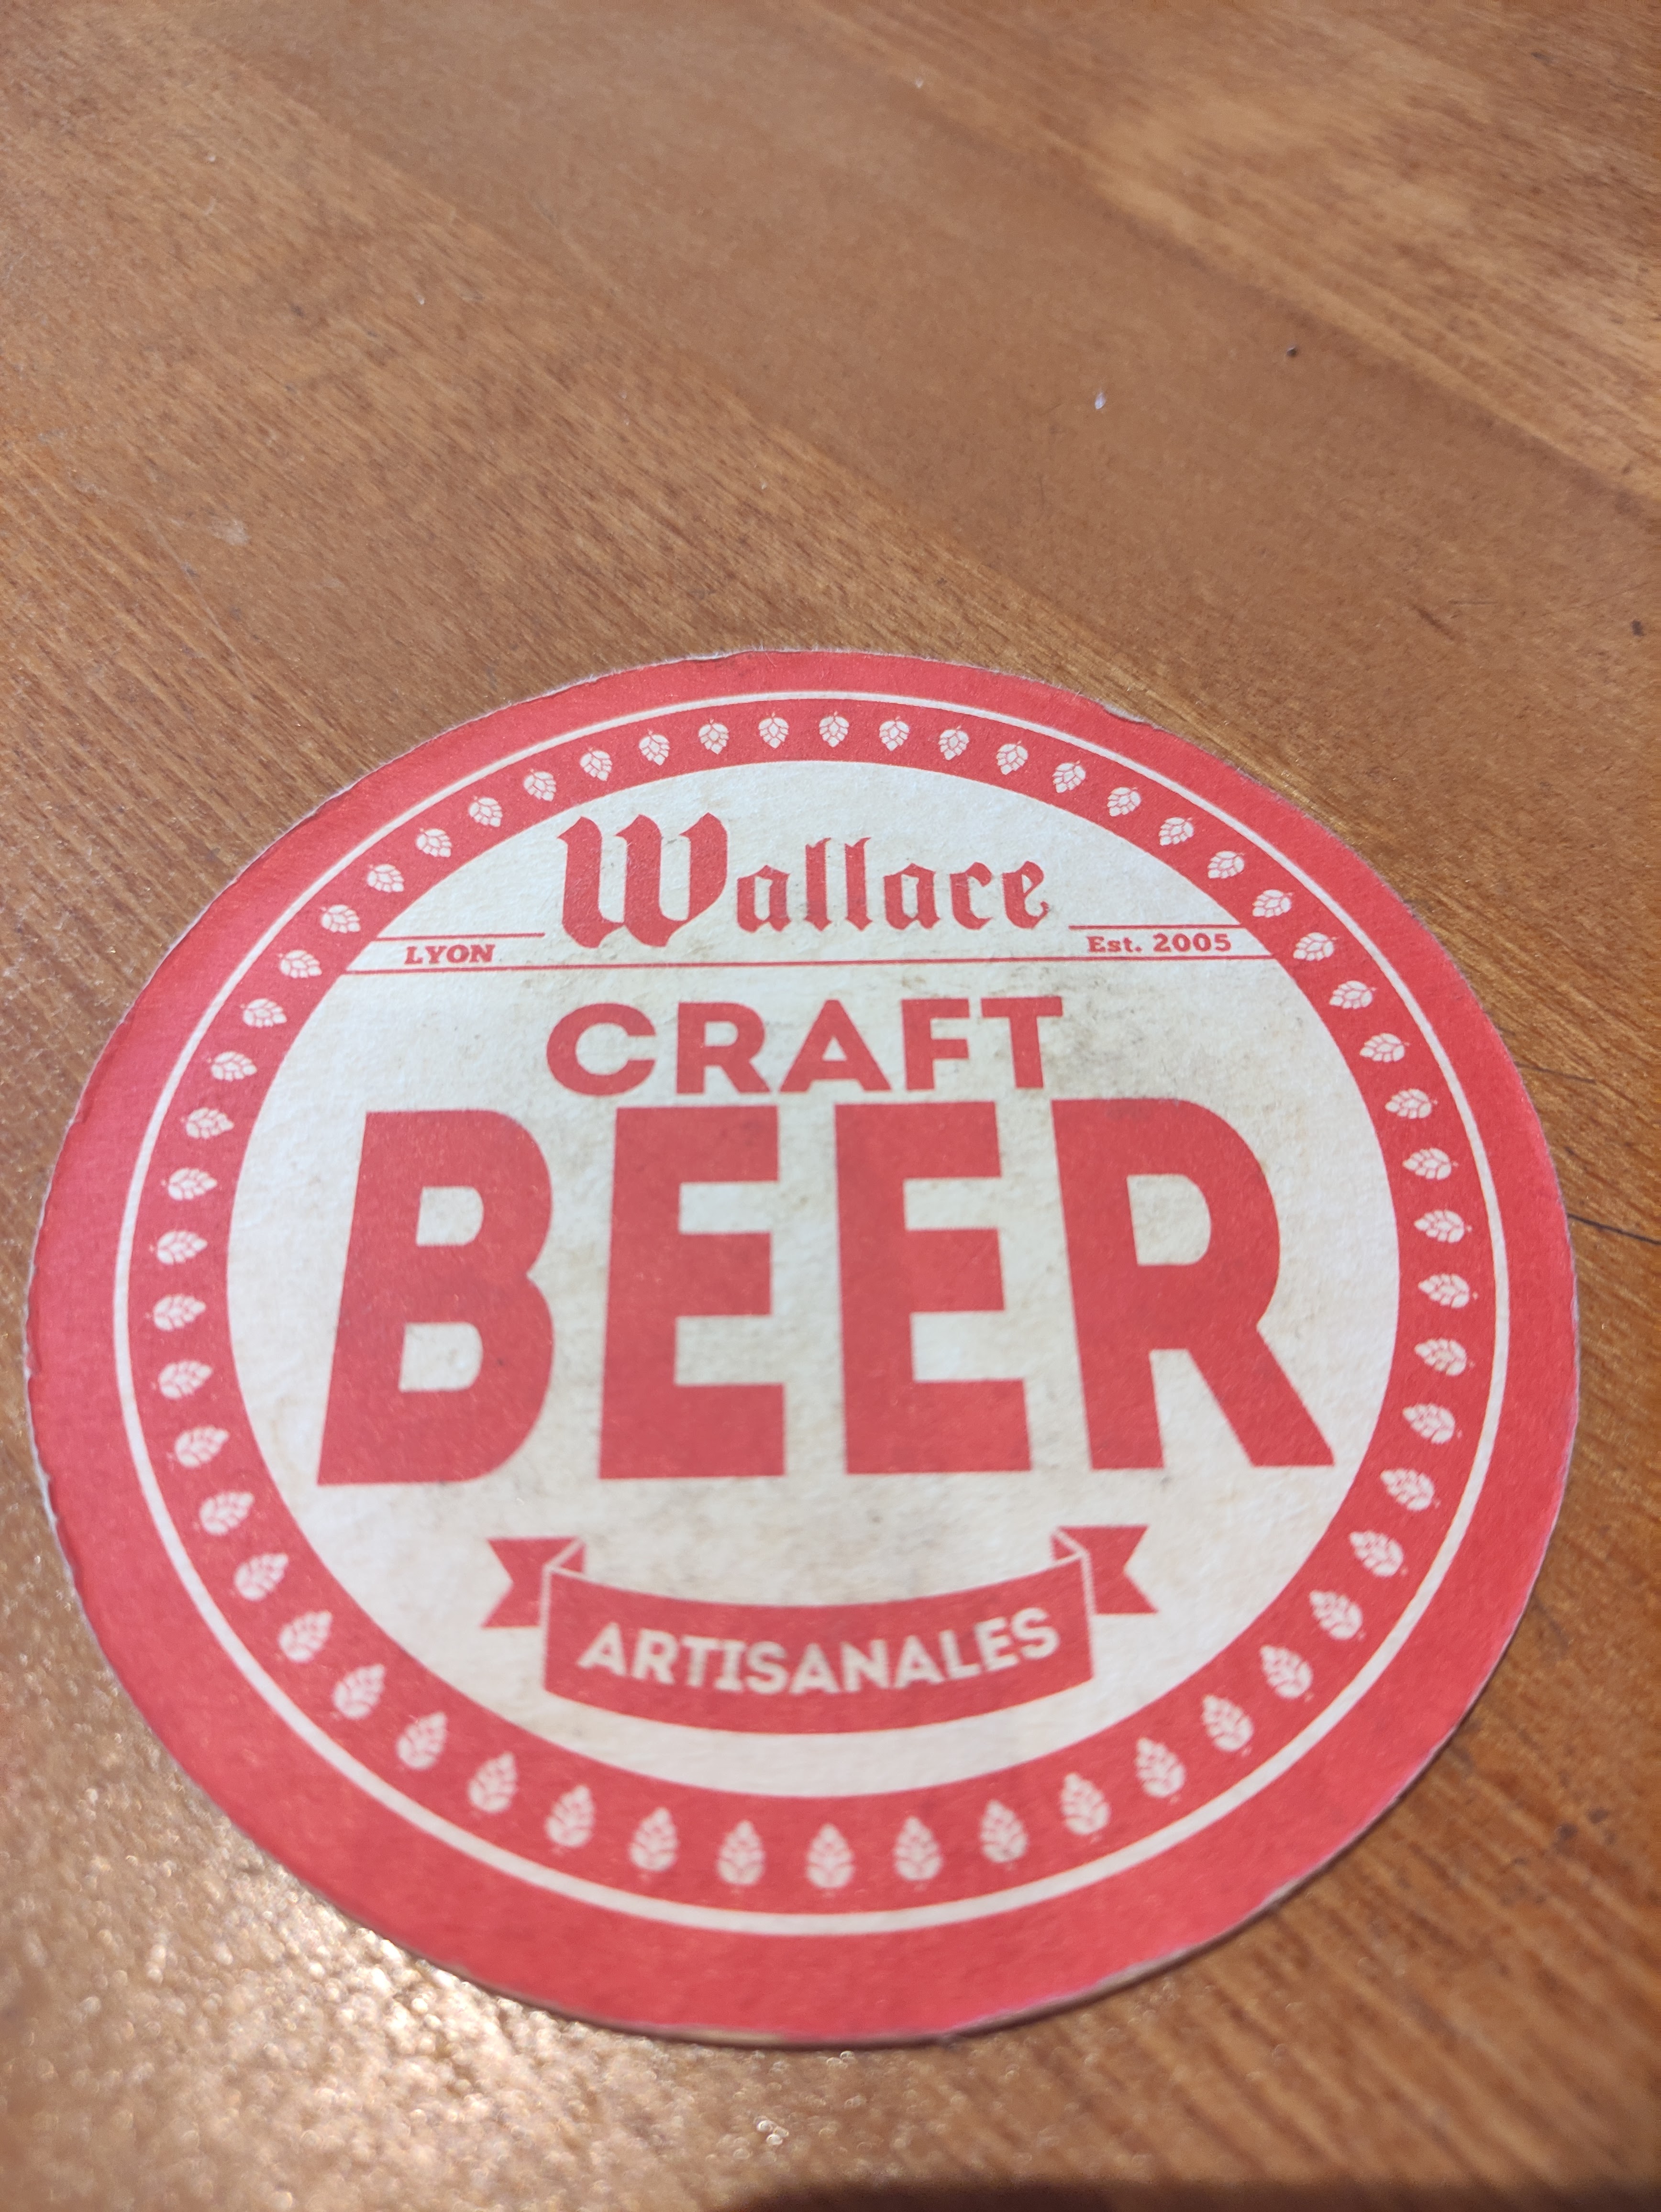 Wallace
LYON Est. 2005
CRAFT
BEER
ARTISANALES